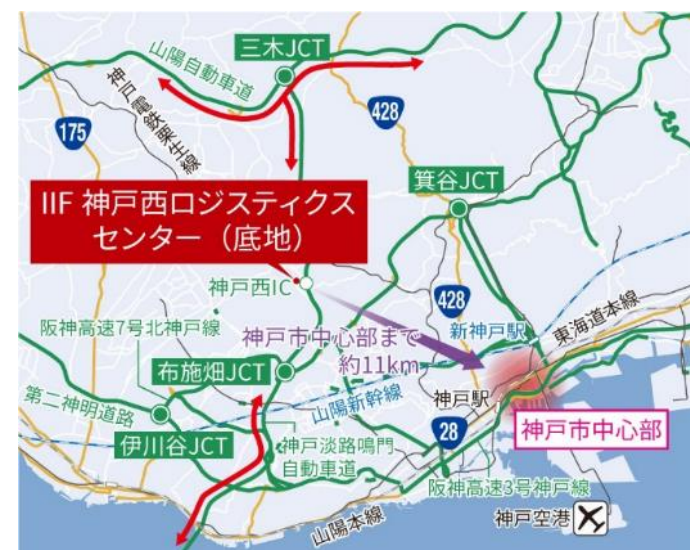 三木JCT
山陽自動車道
神戸電鉄粟生線
175
428
箕谷JCT
IIF 神戸西ロジスティクス
センター（底地）
神戸西IC
428
新神戸駅
東海道本線
阪神高速7号北神戸線
神戸市中心部まで
約11km
布施畑JCT
第二神明道路
山陽新幹線
神戸駅
伊川谷JCT
神戸淡路鳴門
自動車道
28
神戸市中心部
阪神高速3号神戸線
山陽本線
神戸空港